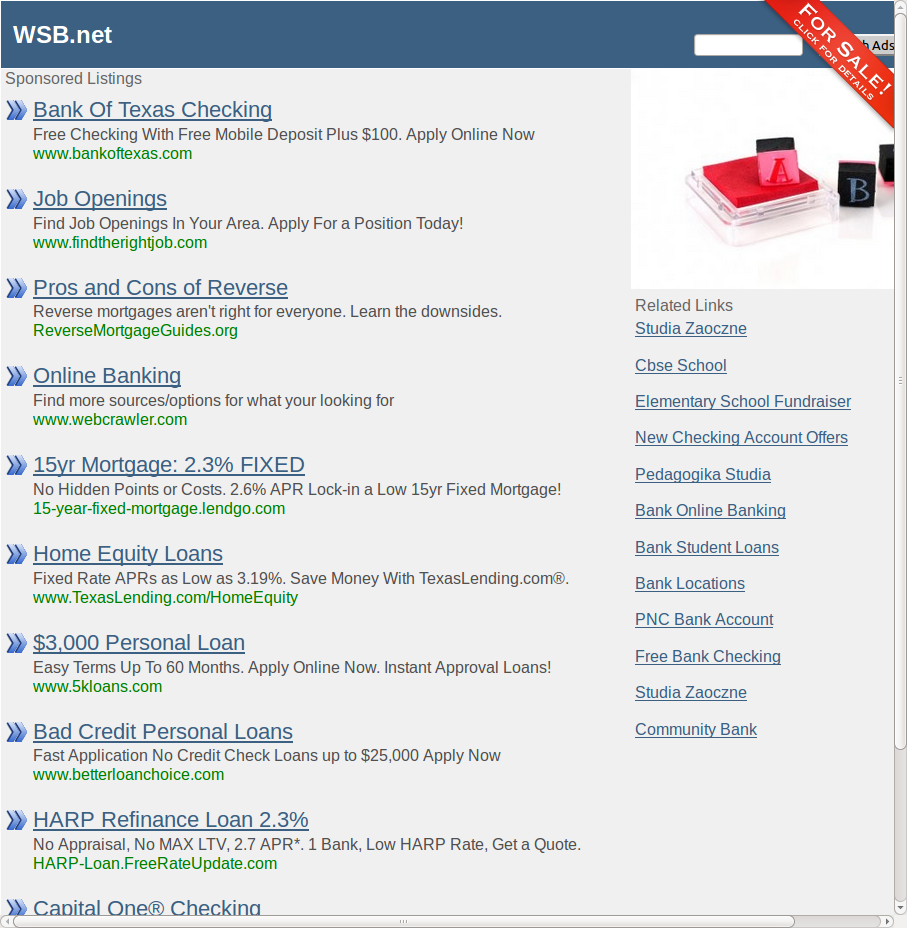 WSB.net
FOR SALE!
CLICK FOR DETAILS
Ads
Sponsored Listings
Bank Of Texas Checking
Free Checking With Free Mobile Deposit Plus $100. Apply Online Now
www.bankoftexas.com
Job Openings
Find Job Openings In Your Area. Apply For a Position Today!
www.findtherightjob.com
Pros and Cons of Reverse
Reverse mortgages aren't right for everyone. Learn the downsides.
ReverseMortgageGuides.org
Online Banking
Find more sources/options for what your looking for
www.webcrawler.com
15yr Mortgage: 2.3% FIXED
No Hidden Points or Costs. 2.6% APR Lock-in a Low 15yr Fixed Mortgage!
15-year-fixed-mortgage.lendgo.com
Home Equity Loans
Fixed Rate APRs as Low as 3.19%. Save Money With TexasLending.com®.
www.TexasLending.com/HomeEquity
$3,000 Personal Loan
Easy Terms Up To 60 Months. Apply Online Now. Instant Approval Loans!
www.5kloans.com
Bad Credit Personal Loans
Fast Application No Credit Check Loans up to $25,000 Apply Now
www.betterloanchoice.com
HARP Refinance Loan 2.3%
No Appraisal, No MAX LTV, 2.7 APR*. 1 Bank, Low HARP Rate, Get a Quote.
HARP-Loan.FreeRateUpdate.com
Capital One® Checking
A
B
Related Links
Studia Zaoczne
Cbse School
Elementary School Fundraiser
New Checking Account Offers
Pedagogika Studia
Bank Online Banking
Bank Student Loans
Bank Locations
PNC Bank Account
Free Bank Checking
Studia Zaoczne
Community Bank